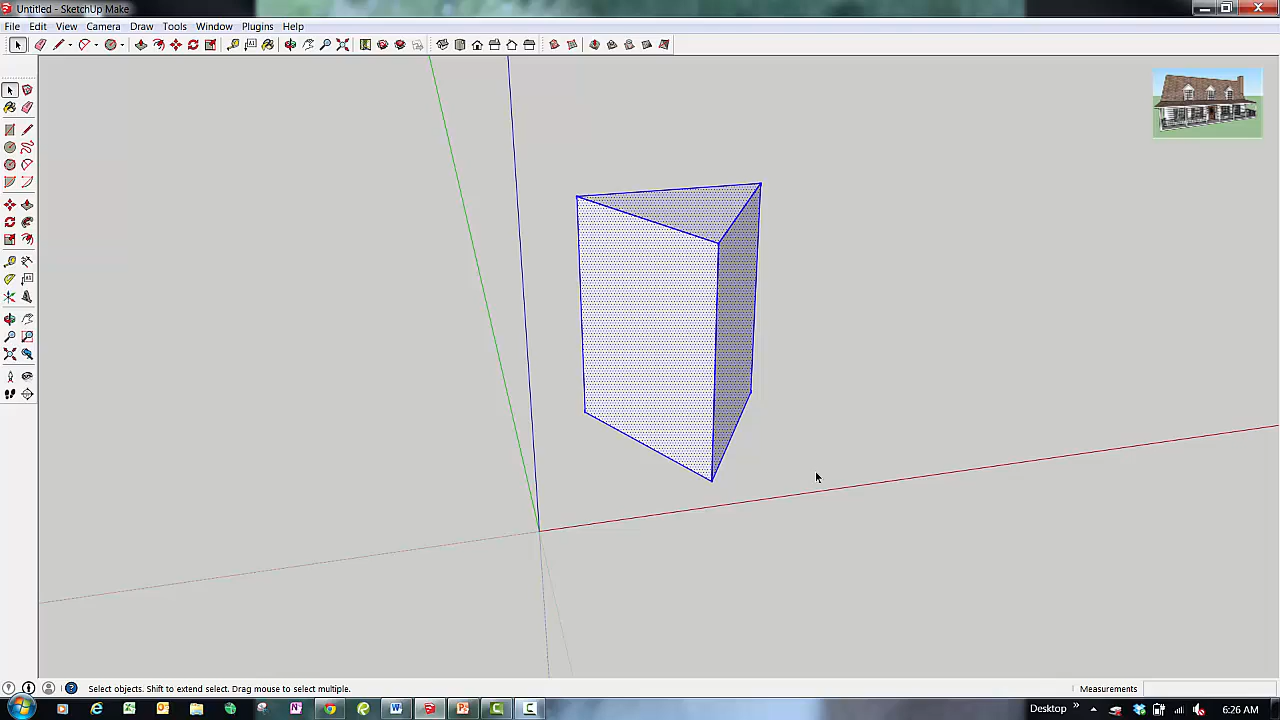 Untitled - SketchUp Make
File Edit View Camera Draw Tools Window Plugins Help
Select objects. Shift to extend select. Drag mouse to select multiple.
Measurements
Desktop
6:26 AM